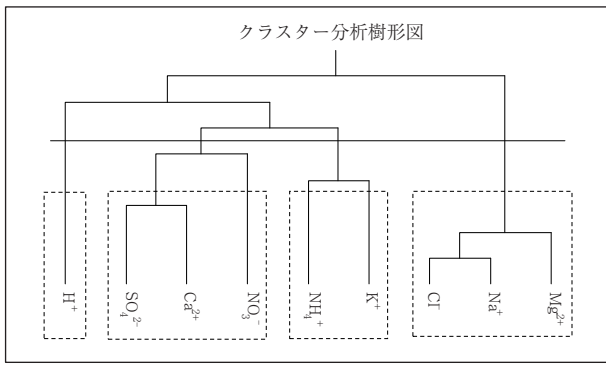 クラスター分析樹形図
H⁺
SO₄²⁻
Ca²⁺
NO₃⁻
NH₄⁺
K⁺
Cl⁻
Na⁺
Mg²⁺